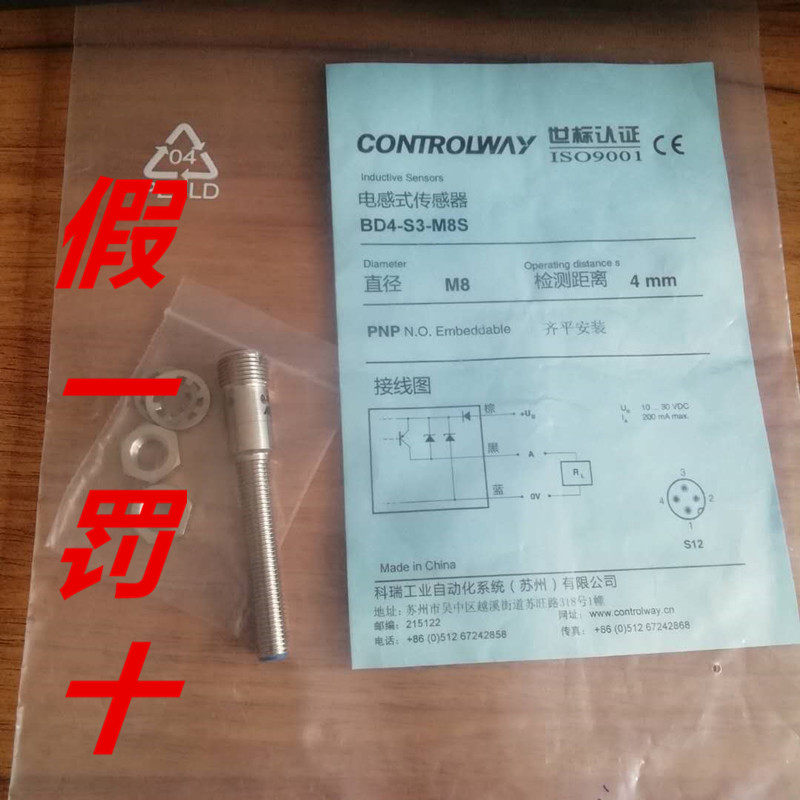 假
一
罚
十
04
PE-LD
CONTROLWAY 世标认证 ISO9001 CE
Inductive Sensors
电感式传感器
BD4-S3-M8S
Diameter
直径 M8
Operating distance s
检测距离 4 mm
PNP N.O. Embeddable 齐平安装
接线图
棕 +UB
黑 A
蓝 0V
RL
UB 10 ... 30 VDC
IA 200 mA max.
3
4 2
1
S12
Made in China
科瑞工业自动化系统（苏州）有限公司
地址：苏州市吴中区越溪街道苏旺路318号1幢
邮编：215122 网址：www.controlway.cn
电话：+86 (0)512 67242858 传真：+86 (0)512 67242868